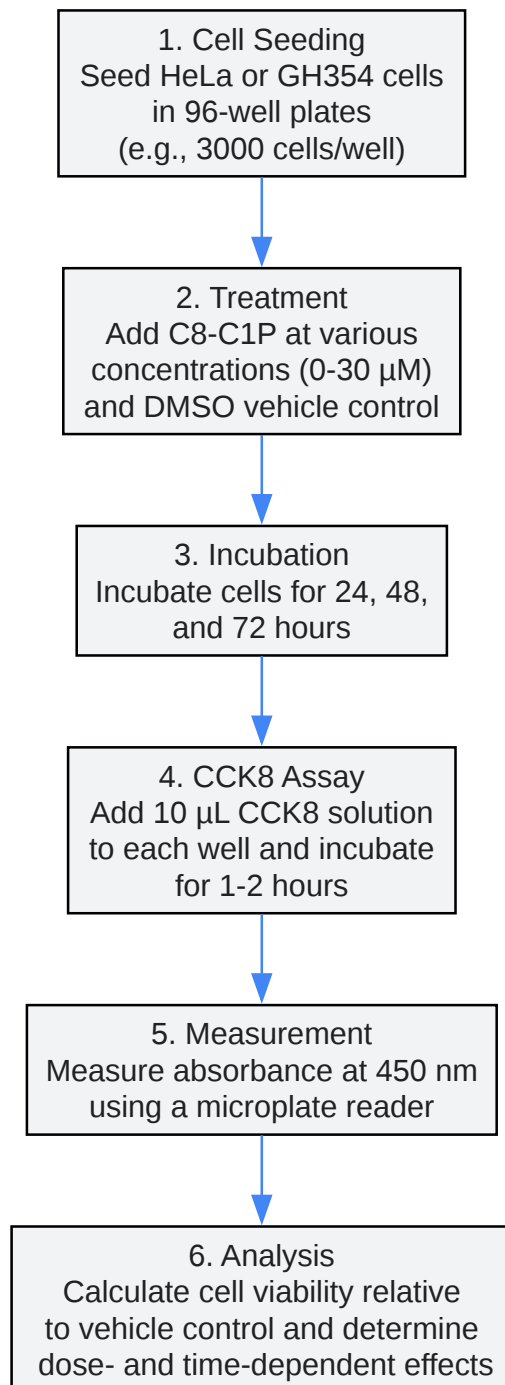 1. Cell Seeding
Seed HeLa or GH354 cells
in 96-well plates
(e.g., 3000 cells/well)
2. Treatment
Add C8-C1P at various
concentrations (0-30 µM)
and DMSO vehicle control
3. Incubation
Incubate cells for 24, 48,
and 72 hours
4. CCK8 Assay
Add 10 µL CCK8 solution
to each well and incubate
for 1-2 hours
5. Measurement
Measure absorbance at 450 nm
using a microplate reader
6. Analysis
Calculate cell viability relative
to vehicle control and determine
dose- and time-dependent effects